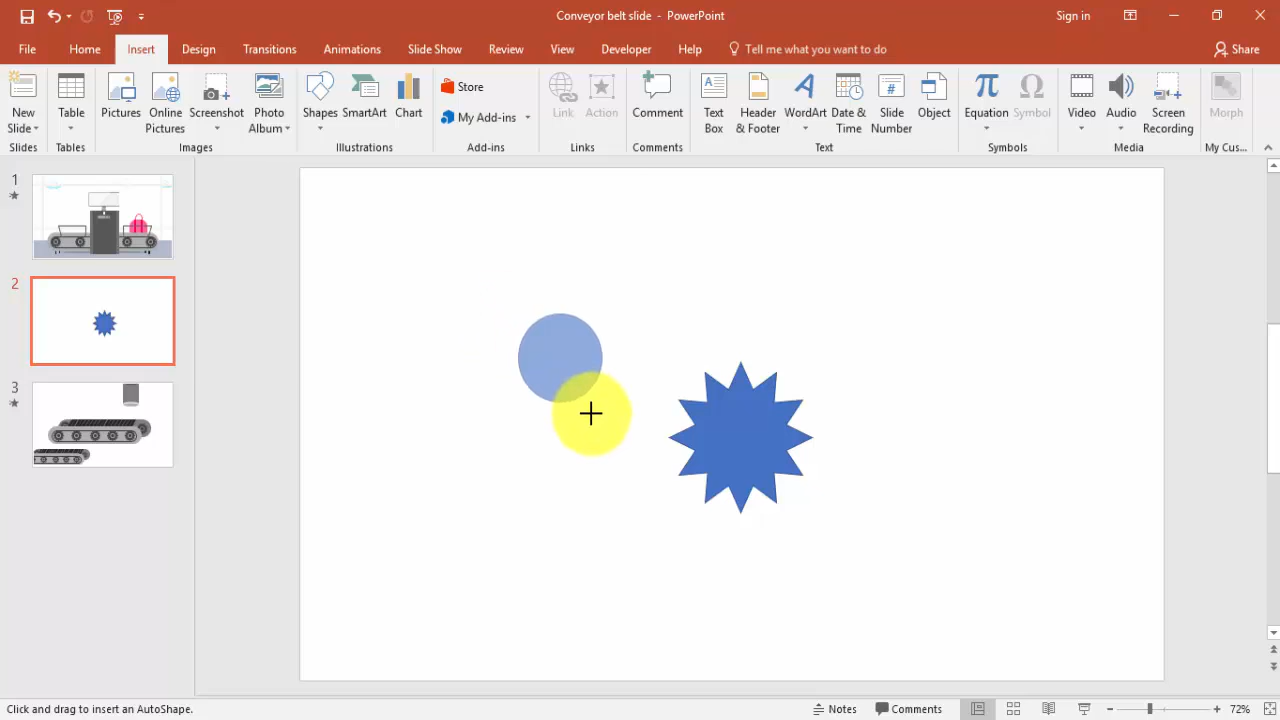 Conveyor belt slide - PowerPoint
Sign in
File Home Insert Design Transitions Animations Slide Show Review View Developer Help Tell me what you want to do Share
New Slide
Table
Pictures
Online Pictures
Screenshot
Photo Album
Shapes
SmartArt
Chart
Store
My Add-ins
Link
Action
Comment
Text Box
Header & Footer
WordArt
Date & Time
Slide Number
Object
Equation
Symbol
Video
Audio
Screen Recording
Morph
Slides Tables Images Illustrations Add-ins Links Comments Text Symbols Media My Cus...
1
2
3
Click and drag to insert an AutoShape.
Notes Comments 72%